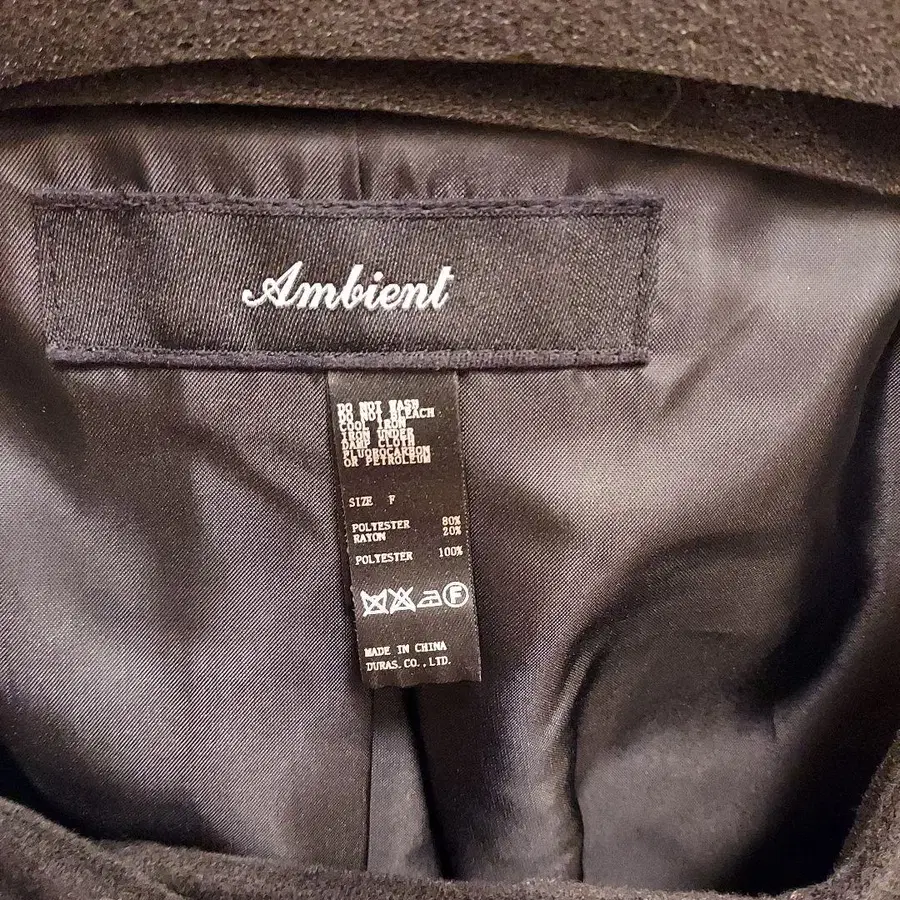 Ambient
DO NOT WASH
DO NOT BLEACH
COOL IRON
IRON UNDER
DAMP CLOTH
FLUOROCARBON
OR PETROLEUM
SIZE F
POLYESTER 80%
RAYON 20%
POLYESTER 100%
F
MADE IN CHINA
DURAS.CO.,LTD.